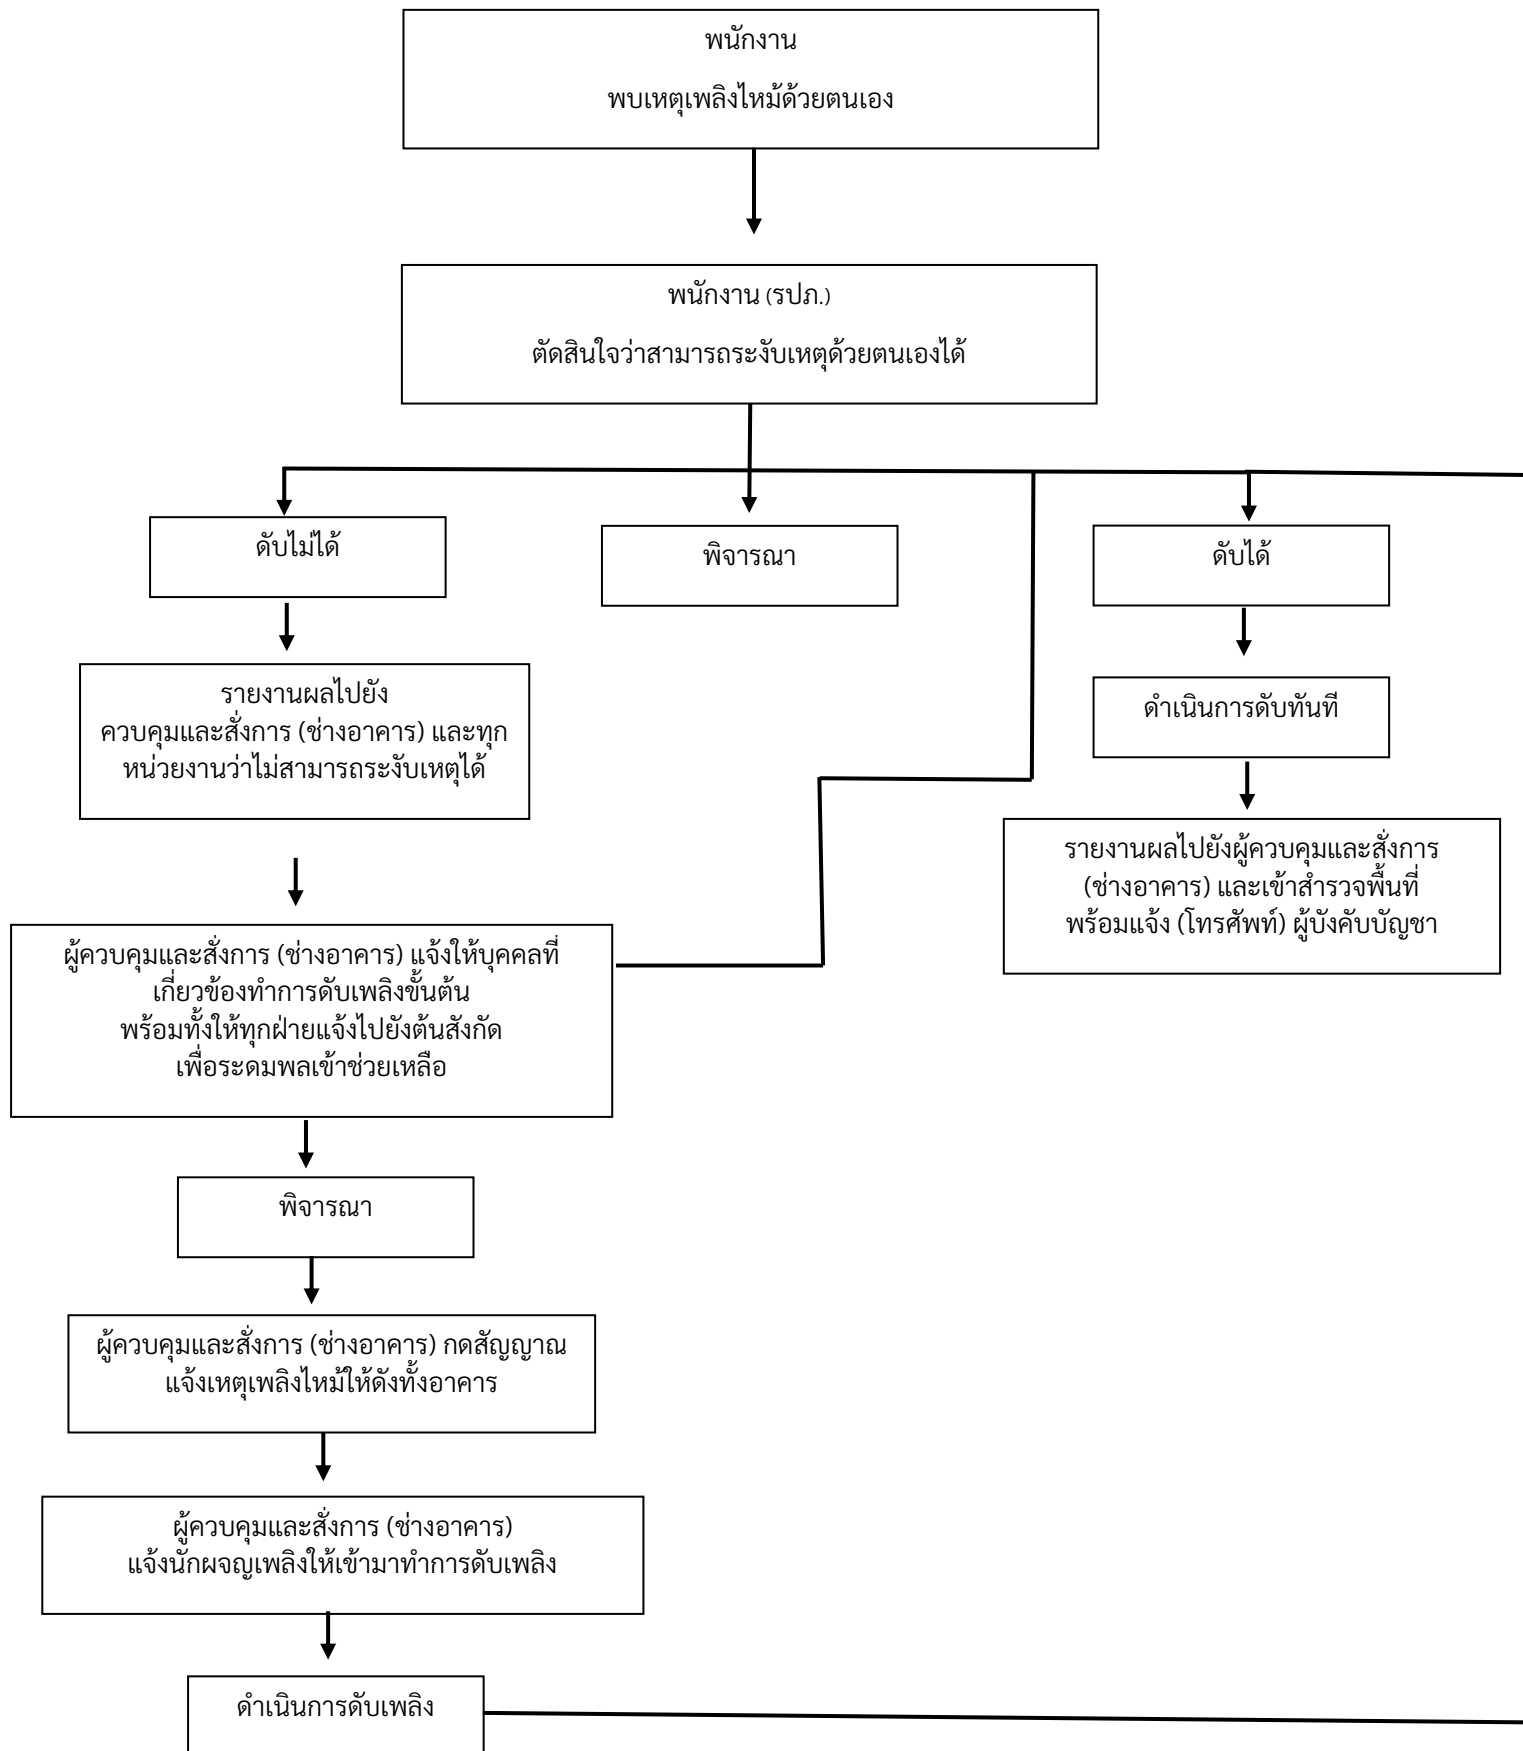 พนักงาน
พบเหตุเพลิงไหม้ด้วยตนเอง
พนักงาน (รปภ.)
ตัดสินใจว่าสามารถระงับเหตุด้วยตนเองได้
ดับไม่ได้
พิจารณา
ดับได้
รายงานผลไปยัง
ควบคุมและสั่งการ (ช่างอาคาร) และทุก
หน่วยงานว่าไม่สามารถระงับเหตุได้
ดำเนินการดับทันที
รายงานผลไปยังผู้ควบคุมและสั่งการ
(ช่างอาคาร) และเข้าสำรวจพื้นที่
พร้อมแจ้ง (โทรศัพท์) ผู้บังคับบัญชา
ผู้ควบคุมและสั่งการ (ช่างอาคาร) แจ้งให้บุคคลที่
เกี่ยวข้องทำการดับเพลิงขั้นต้น
พร้อมทั้งให้ทุกฝ่ายแจ้งไปยังต้นสังกัด
เพื่อระดมพลเข้าช่วยเหลือ
พิจารณา
ผู้ควบคุมและสั่งการ (ช่างอาคาร) กดสัญญาณ
แจ้งเหตุเพลิงไหม้ให้ดังทั้งอาคาร
ผู้ควบคุมและสั่งการ (ช่างอาคาร)
แจ้งนักผจญเพลิงให้เข้ามาทำการดับเพลิง
ดำเนินการดับเพลิง